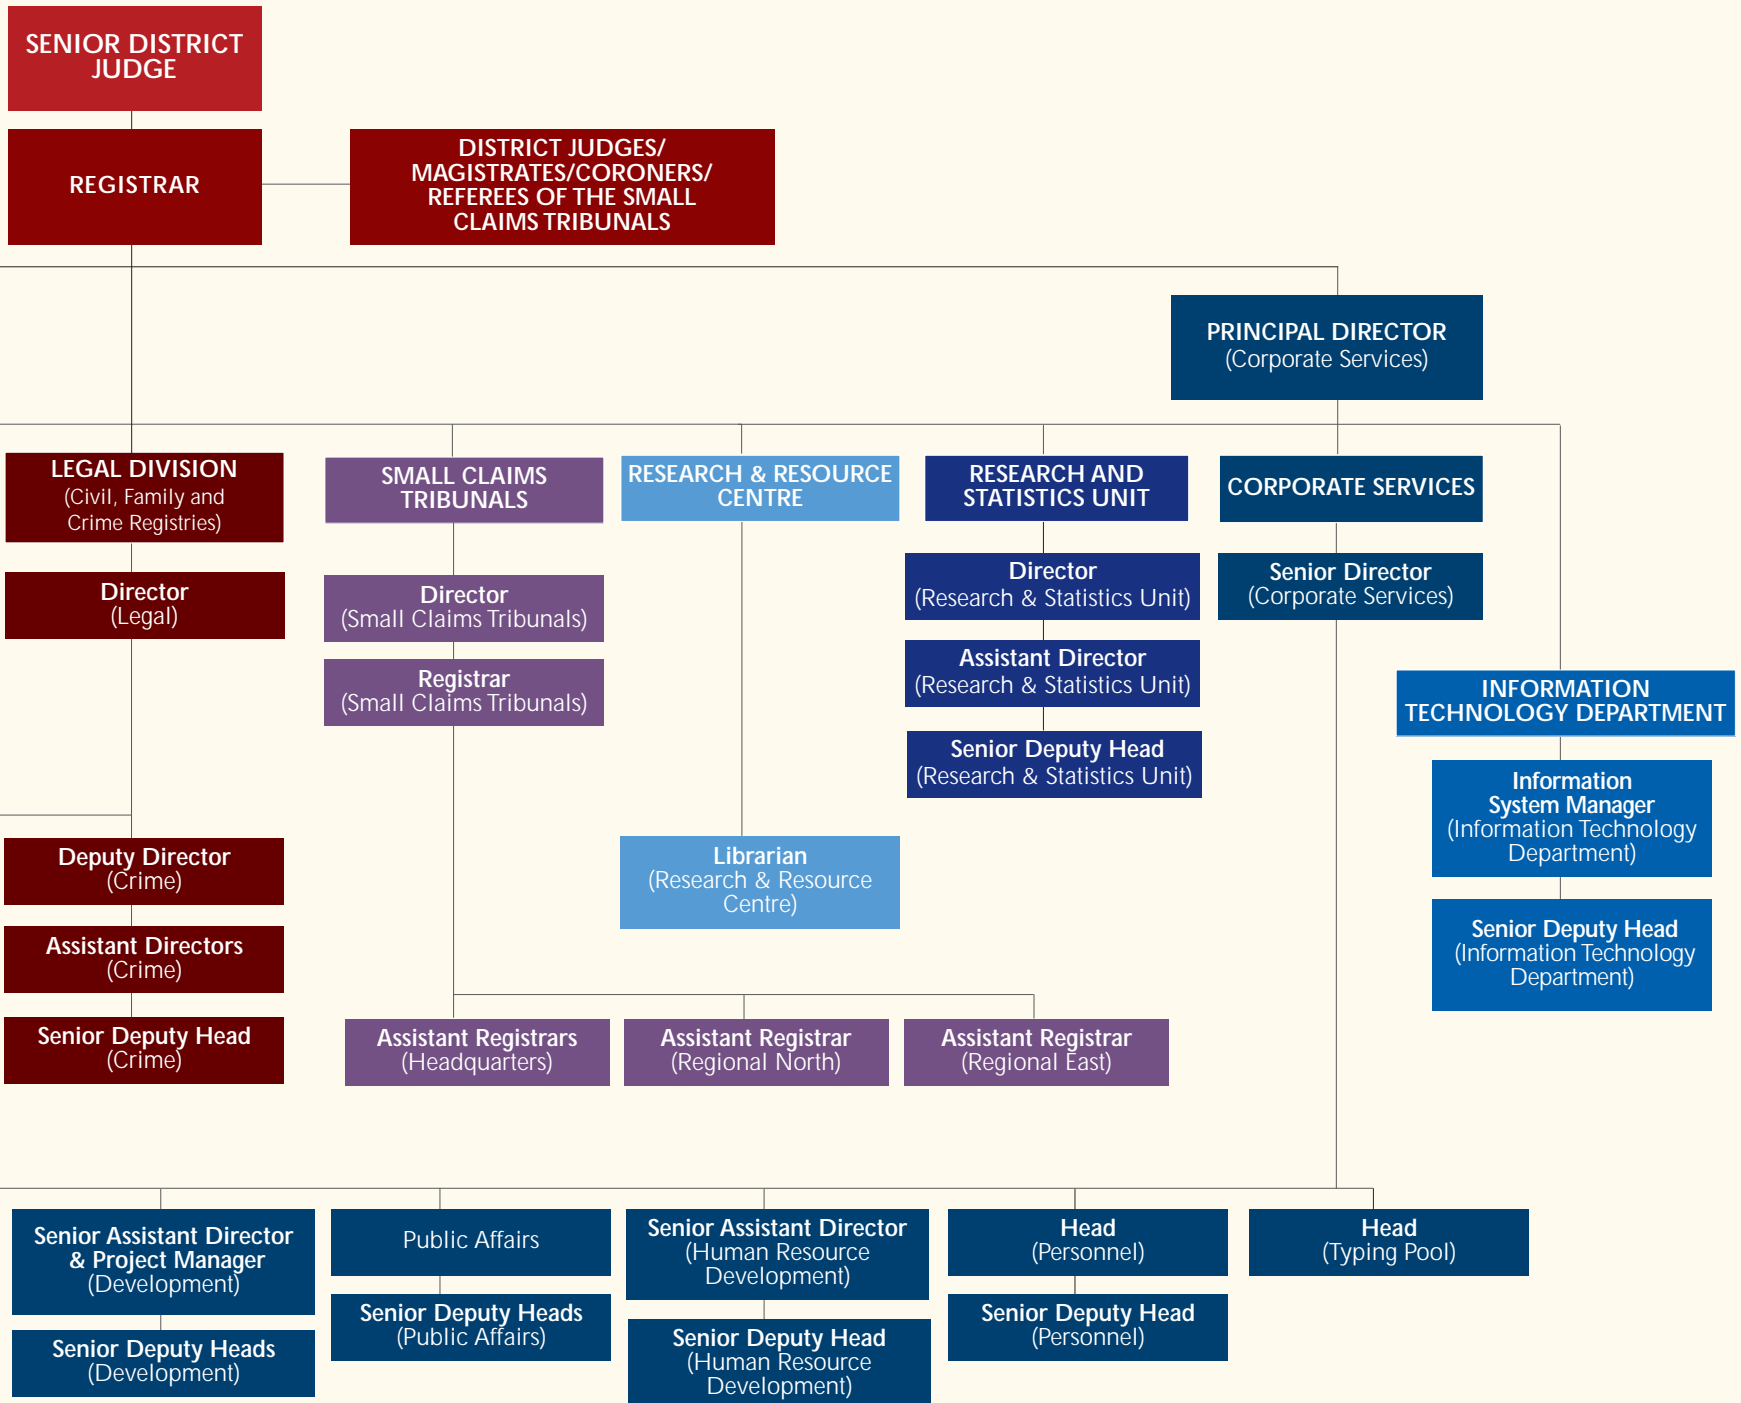 SENIOR DISTRICT
JUDGE
REGISTRAR
DISTRICT JUDGES/
MAGISTRATES/CORONERS/
REFEREES OF THE SMALL
CLAIMS TRIBUNALS
PRINCIPAL DIRECTOR
(Corporate Services)
LEGAL DIVISION
(Civil, Family and
Crime Registries)
SMALL CLAIMS
TRIBUNALS
RESEARCH & RESOURCE
CENTRE
RESEARCH AND
STATISTICS UNIT
CORPORATE SERVICES
Director
(Legal)
Director
(Small Claims Tribunals)
Registrar
(Small Claims Tribunals)
Director
(Research & Statistics Unit)
Assistant Director
(Research & Statistics Unit)
Senior Deputy Head
(Research & Statistics Unit)
Senior Director
(Corporate Services)
INFORMATION
TECHNOLOGY DEPARTMENT
Information
System Manager
(Information Technology
Department)
Senior Deputy Head
(Information Technology
Department)
Deputy Director
(Crime)
Assistant Directors
(Crime)
Senior Deputy Head
(Crime)
Librarian
(Research & Resource
Centre)
Assistant Registrars
(Headquarters)
Assistant Registrar
(Regional North)
Assistant Registrar
(Regional East)
Senior Assistant Director
& Project Manager
(Development)
Senior Deputy Heads
(Development)
Public Affairs
Senior Deputy Heads
(Public Affairs)
Senior Assistant Director
(Human Resource
Development)
Senior Deputy Head
(Human Resource
Development)
Head
(Personnel)
Senior Deputy Head
(Personnel)
Head
(Typing Pool)